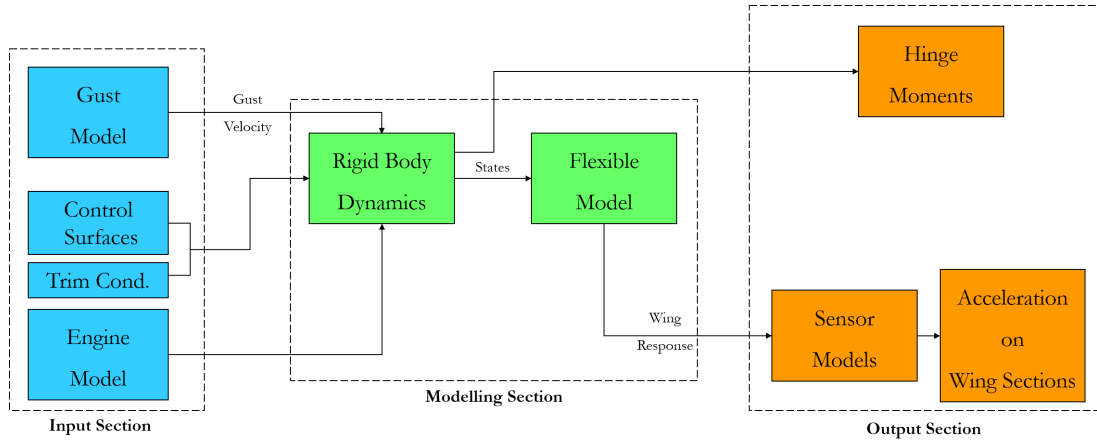 Gust
Model
Control
Surfaces
Trim Cond.
Engine
Model
Input Section
Gust
Velocity
Rigid Body
Dynamics
States
Flexible
Model
Wing
Response
Modelling Section
Hinge
Moments
Sensor
Models
Acceleration
on
Wing Sections
Output Section